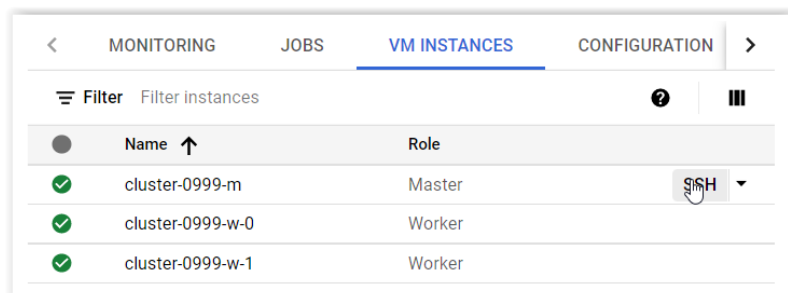 MONITORING JOBS VM INSTANCES CONFIGURATION
Filter Filter instances
Name Role
cluster-0999-m Master SSH
cluster-0999-w-0 Worker
cluster-0999-w-1 Worker